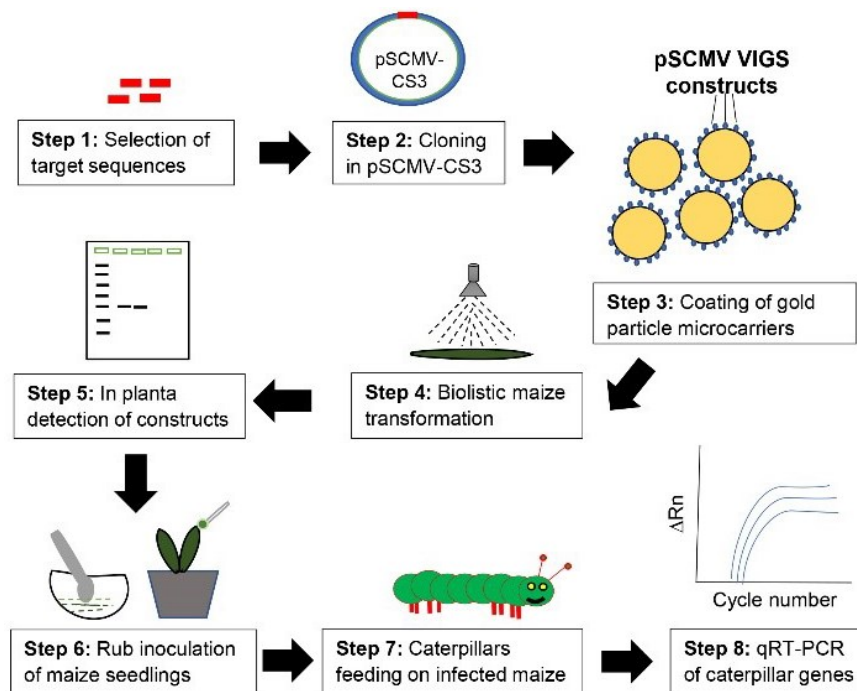 pSCMV-
CS3
pSCMV VIGS
constructs
Step 1: Selection of
target sequences
Step 2: Cloning
in pSCMV-CS3
Step 3: Coating of gold
particle microcarriers
Step 4: Biolistic maize
transformation
Step 5: In planta
detection of constructs
ΔRn
Cycle number
Step 6: Rub inoculation
of maize seedlings
Step 7: Caterpillars
feeding on infected maize
Step 8: qRT-PCR
of caterpillar genes